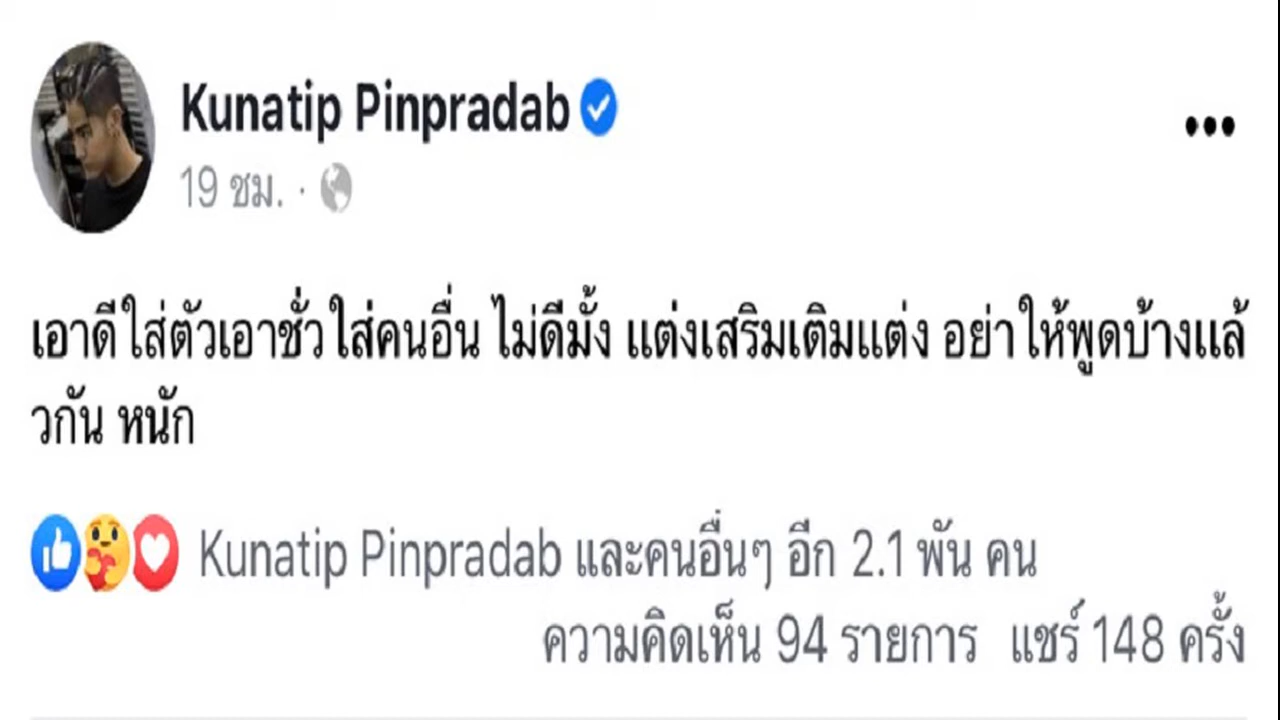 Kunatip Pinpradab
19 ชม. ·
เอาดีใส่ตัวเอาชั่วใส่คนอื่น ไม่ดีมั้ง แต่งเสริมเติมแต่ง อย่าให้พูดบ้างแล้
วกัน หนัก
Kunatip Pinpradab และคนอื่นๆ อีก 2.1 พัน คน
ความคิดเห็น 94 รายการ แชร์ 148 ครั้ง